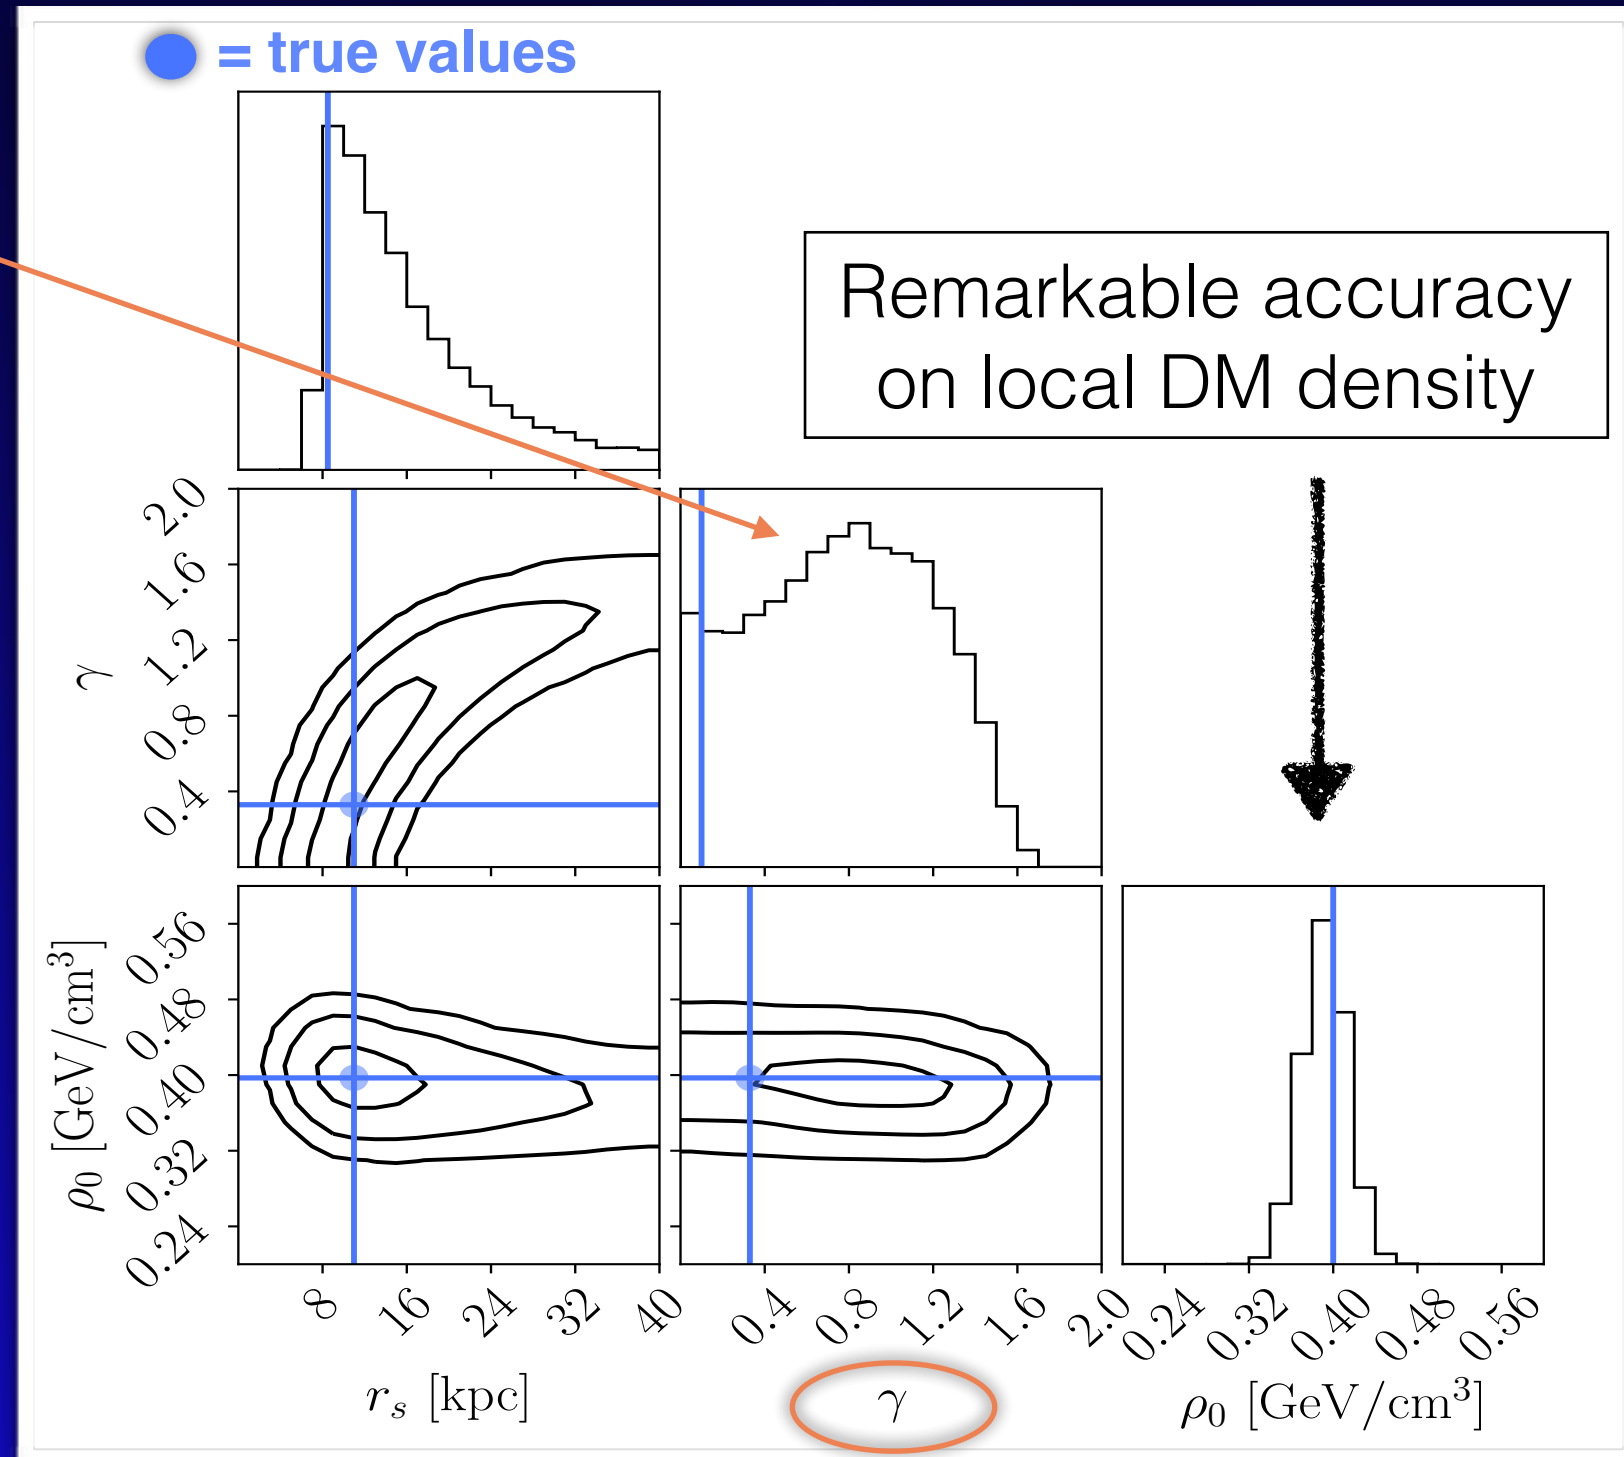 = true values
Remarkable accuracy
on local DM density
2.0
1.6
1.2
0.8
0.4
γ
0.56
0.48
0.40
0.32
0.24
ρ₀ [GeV/cm³]
8 16 24 32 40
0.4 0.8 1.2 1.6 2.0
0.24 0.32 0.40 0.48 0.56
r_s [kpc]
γ
ρ₀ [GeV/cm³]